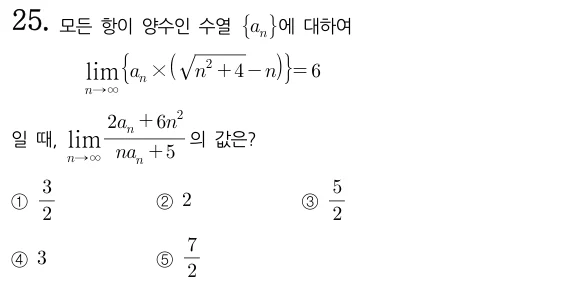 25. 모든 항이 양수인 수열 {aₙ}에 대하여
lim_{n→∞} {aₙ × (√(n² + 4) − n)} = 6
일 때, lim_{n→∞} (2aₙ + 6n²)/(naₙ + 5) 의 값은?
① 3/2 ② 2 ③ 5/2
④ 3 ⑤ 7/2